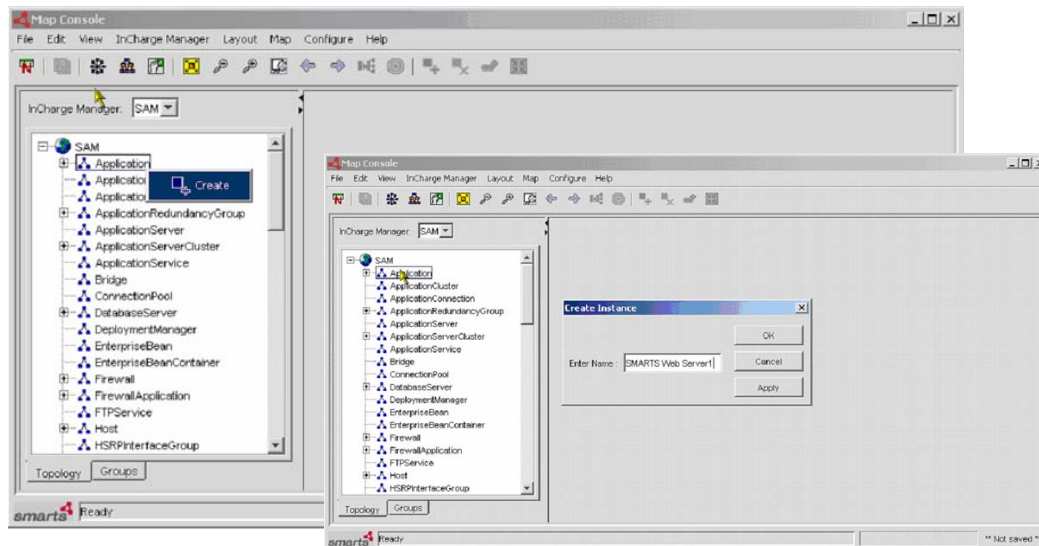 Map Console
File Edit View InCharge Manager Layout Map Configure Help
InCharge Manager: SAM
SAM
Application
Applicatio
Application
Create
ApplicationRedundancyGroup
ApplicationServer
ApplicationServerCluster
ApplicationService
Bridge
ConnectionPool
DatabaseServer
DeploymentManager
EnterpriseBean
EnterpriseBeanContainer
Firewall
FirewallApplication
FTPService
Host
HSRPInterfaceGroup
Topology Groups
smarts Ready
Map Console
File Edit View InCharge Manager Layout Map Configure Help
InCharge Manager: SAM
SAM
Application
ApplicationCluster
ApplicationConnection
ApplicationRedundancyGroup
ApplicationServer
ApplicationServerCluster
ApplicationService
Bridge
ConnectionPool
DatabaseServer
DeploymentManager
EnterpriseBean
EnterpriseBeanContainer
Firewall
FirewallApplication
FTPService
Host
HSRPInterfaceGroup
Topology Groups
Create Instance
Enter Name: SMARTS Web Server1
OK
Cancel
Apply
smarts Ready
** Not saved *